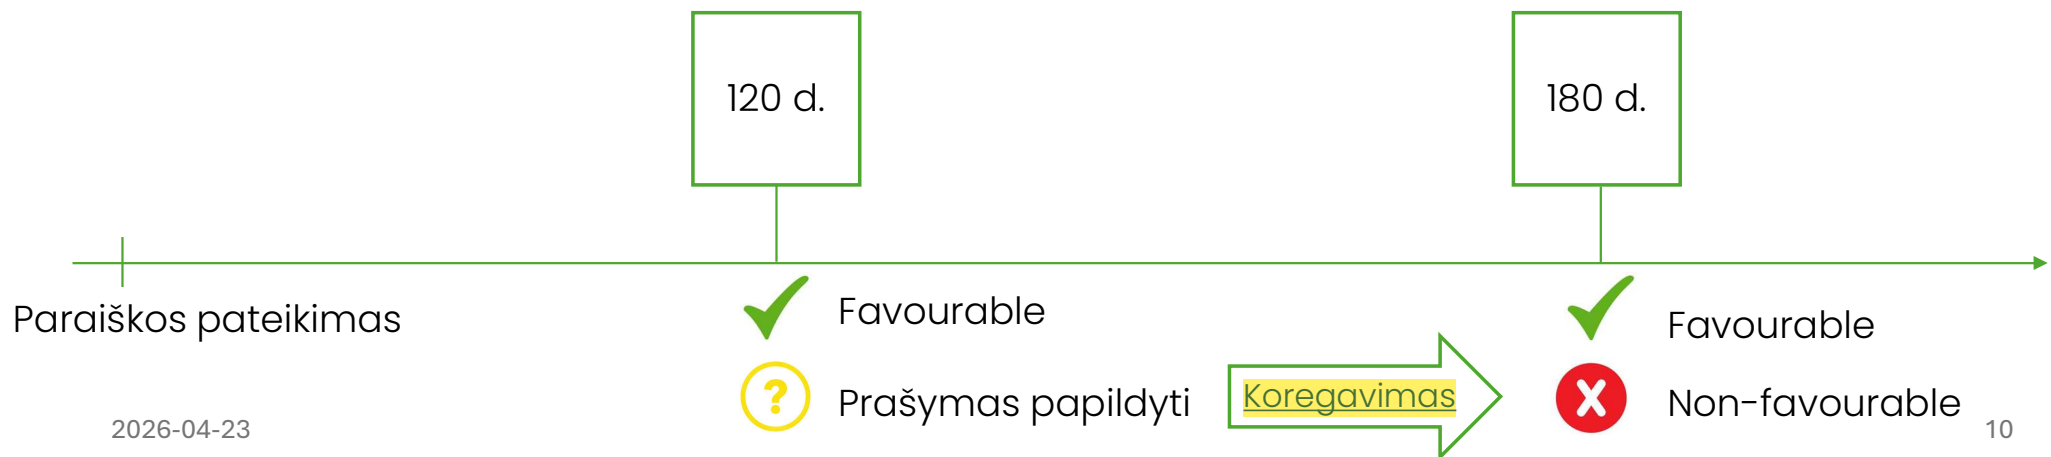 120 d.
180 d.
Paraiškos pateikimas
Favourable
?
Prašymas papildyti
Koregavimas
Favourable
X
Non-favourable
2026-04-23
10